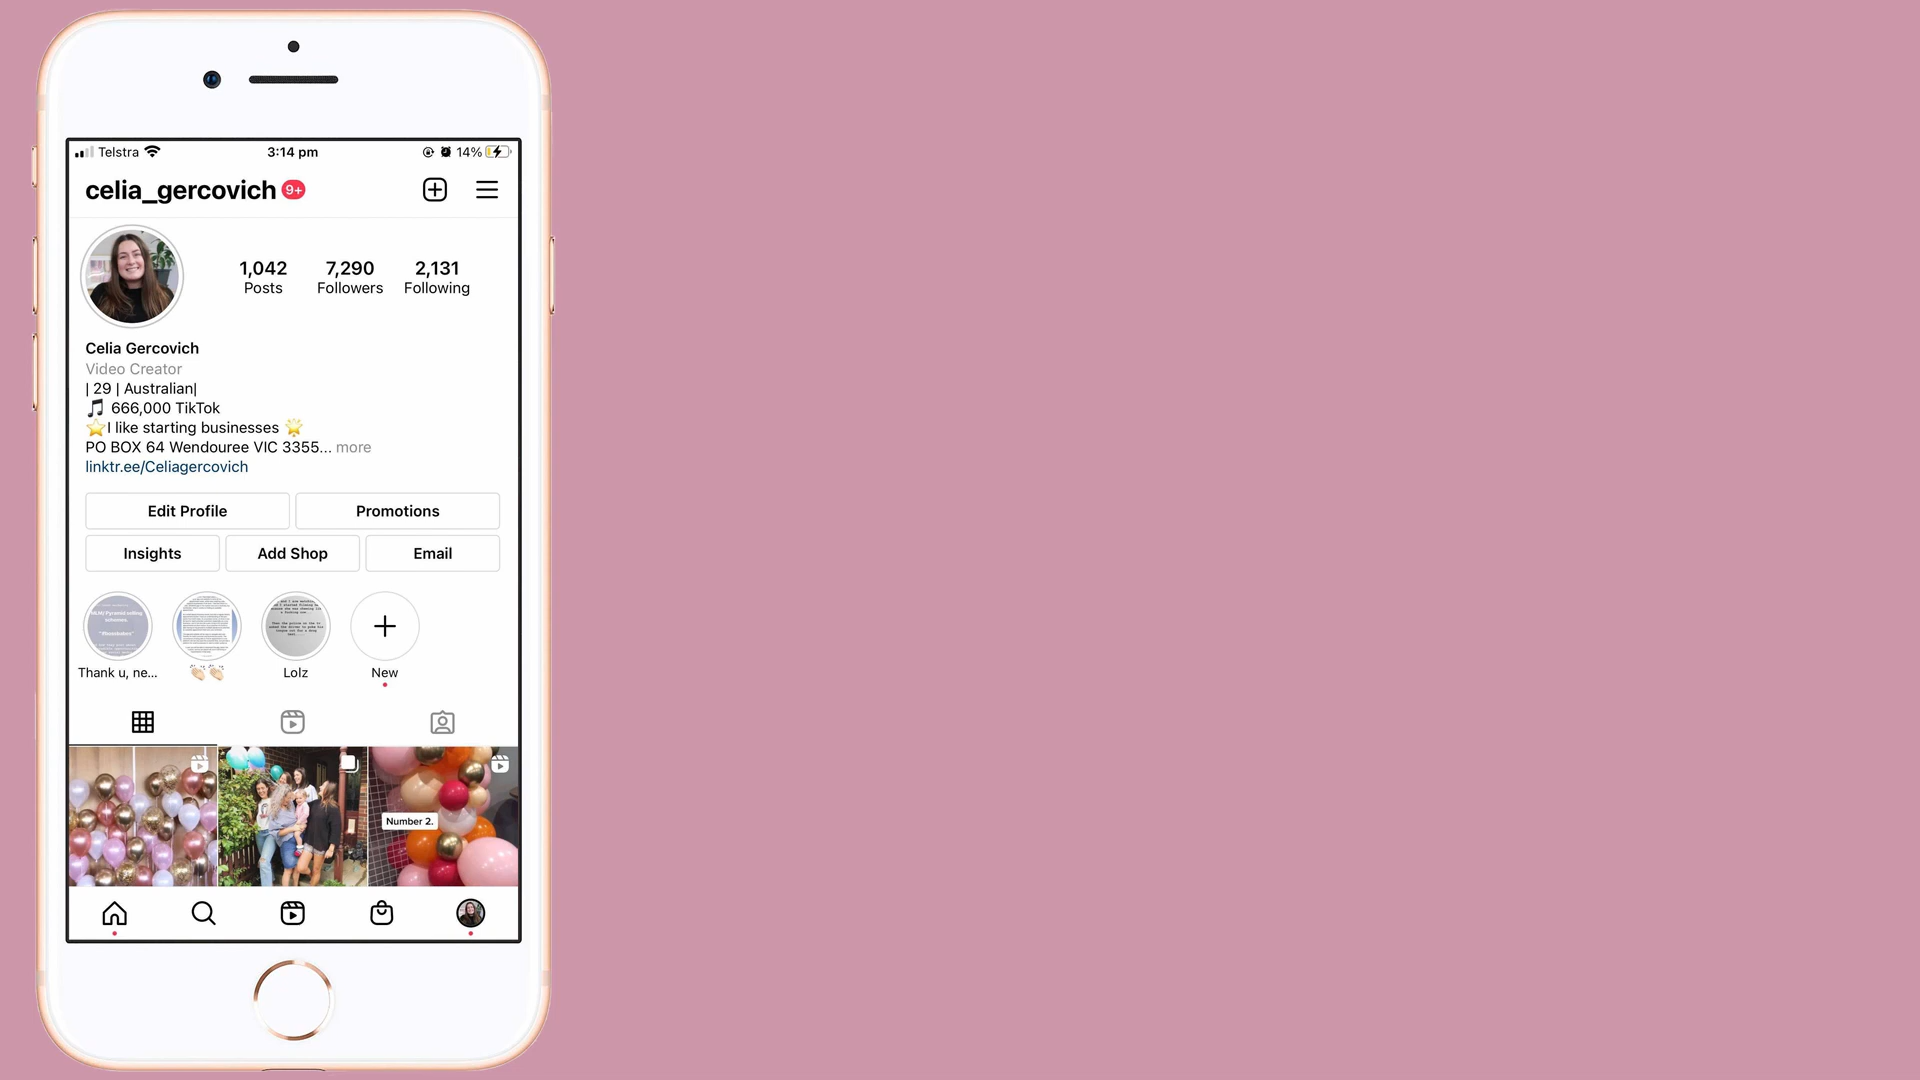 Telstra 3:14 pm 14%
celia_gercovich 9+
1,042 7,290 2,131
Posts Followers Following
Celia Gercovich
Video Creator
| 29 | Australian|
🎵 666,000 TikTok
⭐I like starting businesses 🌟
PO BOX 64 Wendouree VIC 3355... more
linktr.ee/Celiagercovich
Edit Profile Promotions
Insights Add Shop Email
Thank u, ne... 👏🏻👏🏻 Lolz New
Number 2.